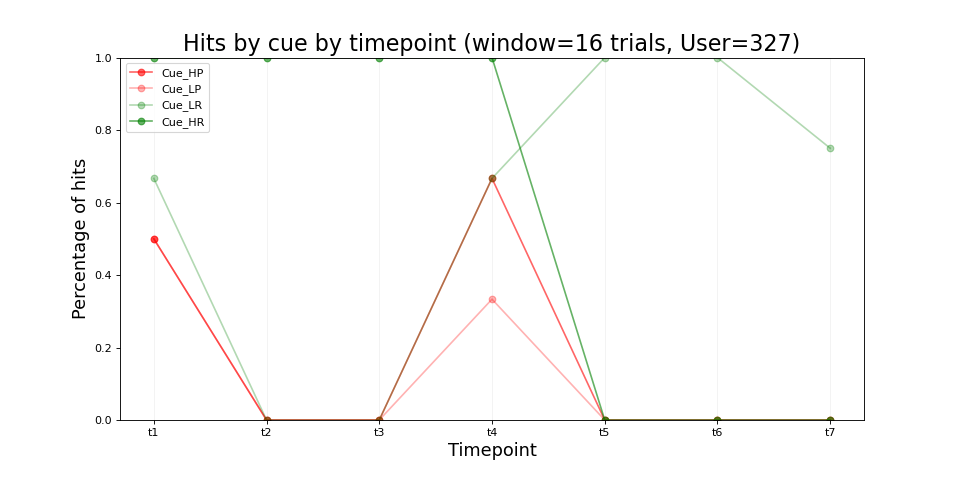 Hits by cue by timepoint (window=16 trials, User=327)
Cue_HP
Cue_LP
Cue_LR
Cue_HR
Percentage of hits
1.0
0.8
0.6
0.4
0.2
0.0
t1 t2 t3 t4 t5 t6 t7
Timepoint